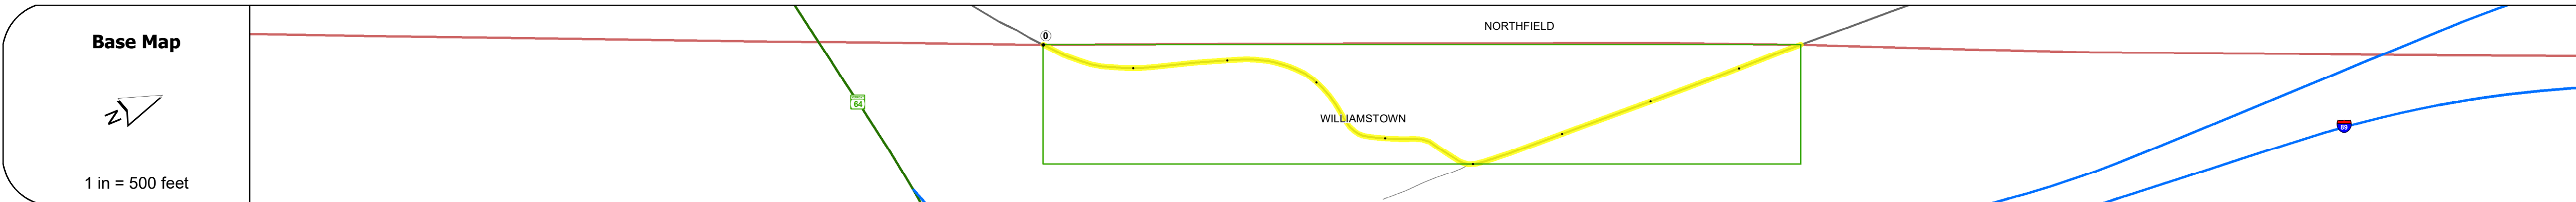 Base Map
N
1 in = 500 feet
64
0
NORTHFIELD
WILLIAMSTOWN
89